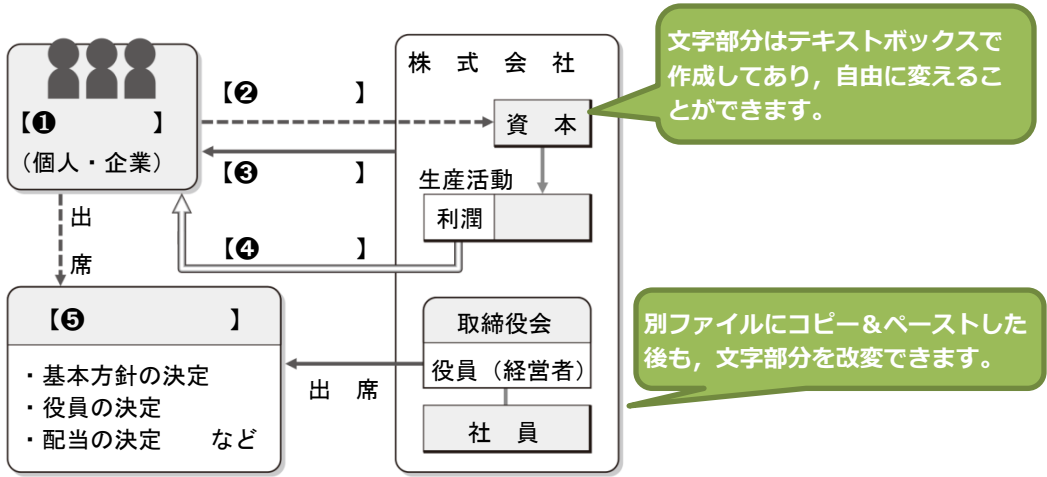 【❶　　　】
（個人・企業）
【❷　　　】
【❸　　　】
【❹　　　】
出
席
株　式　会　社
資　本
生産活動
利潤
【❺　　　】
・基本方針の決定
・役員の決定
・配当の決定　　など
出　席
取締役会
役員（経営者）
社　員
文字部分はテキストボックスで
作成してあり，自由に変えるこ
とができます。
別ファイルにコピー＆ペーストした
後も，文字部分を改変できます。